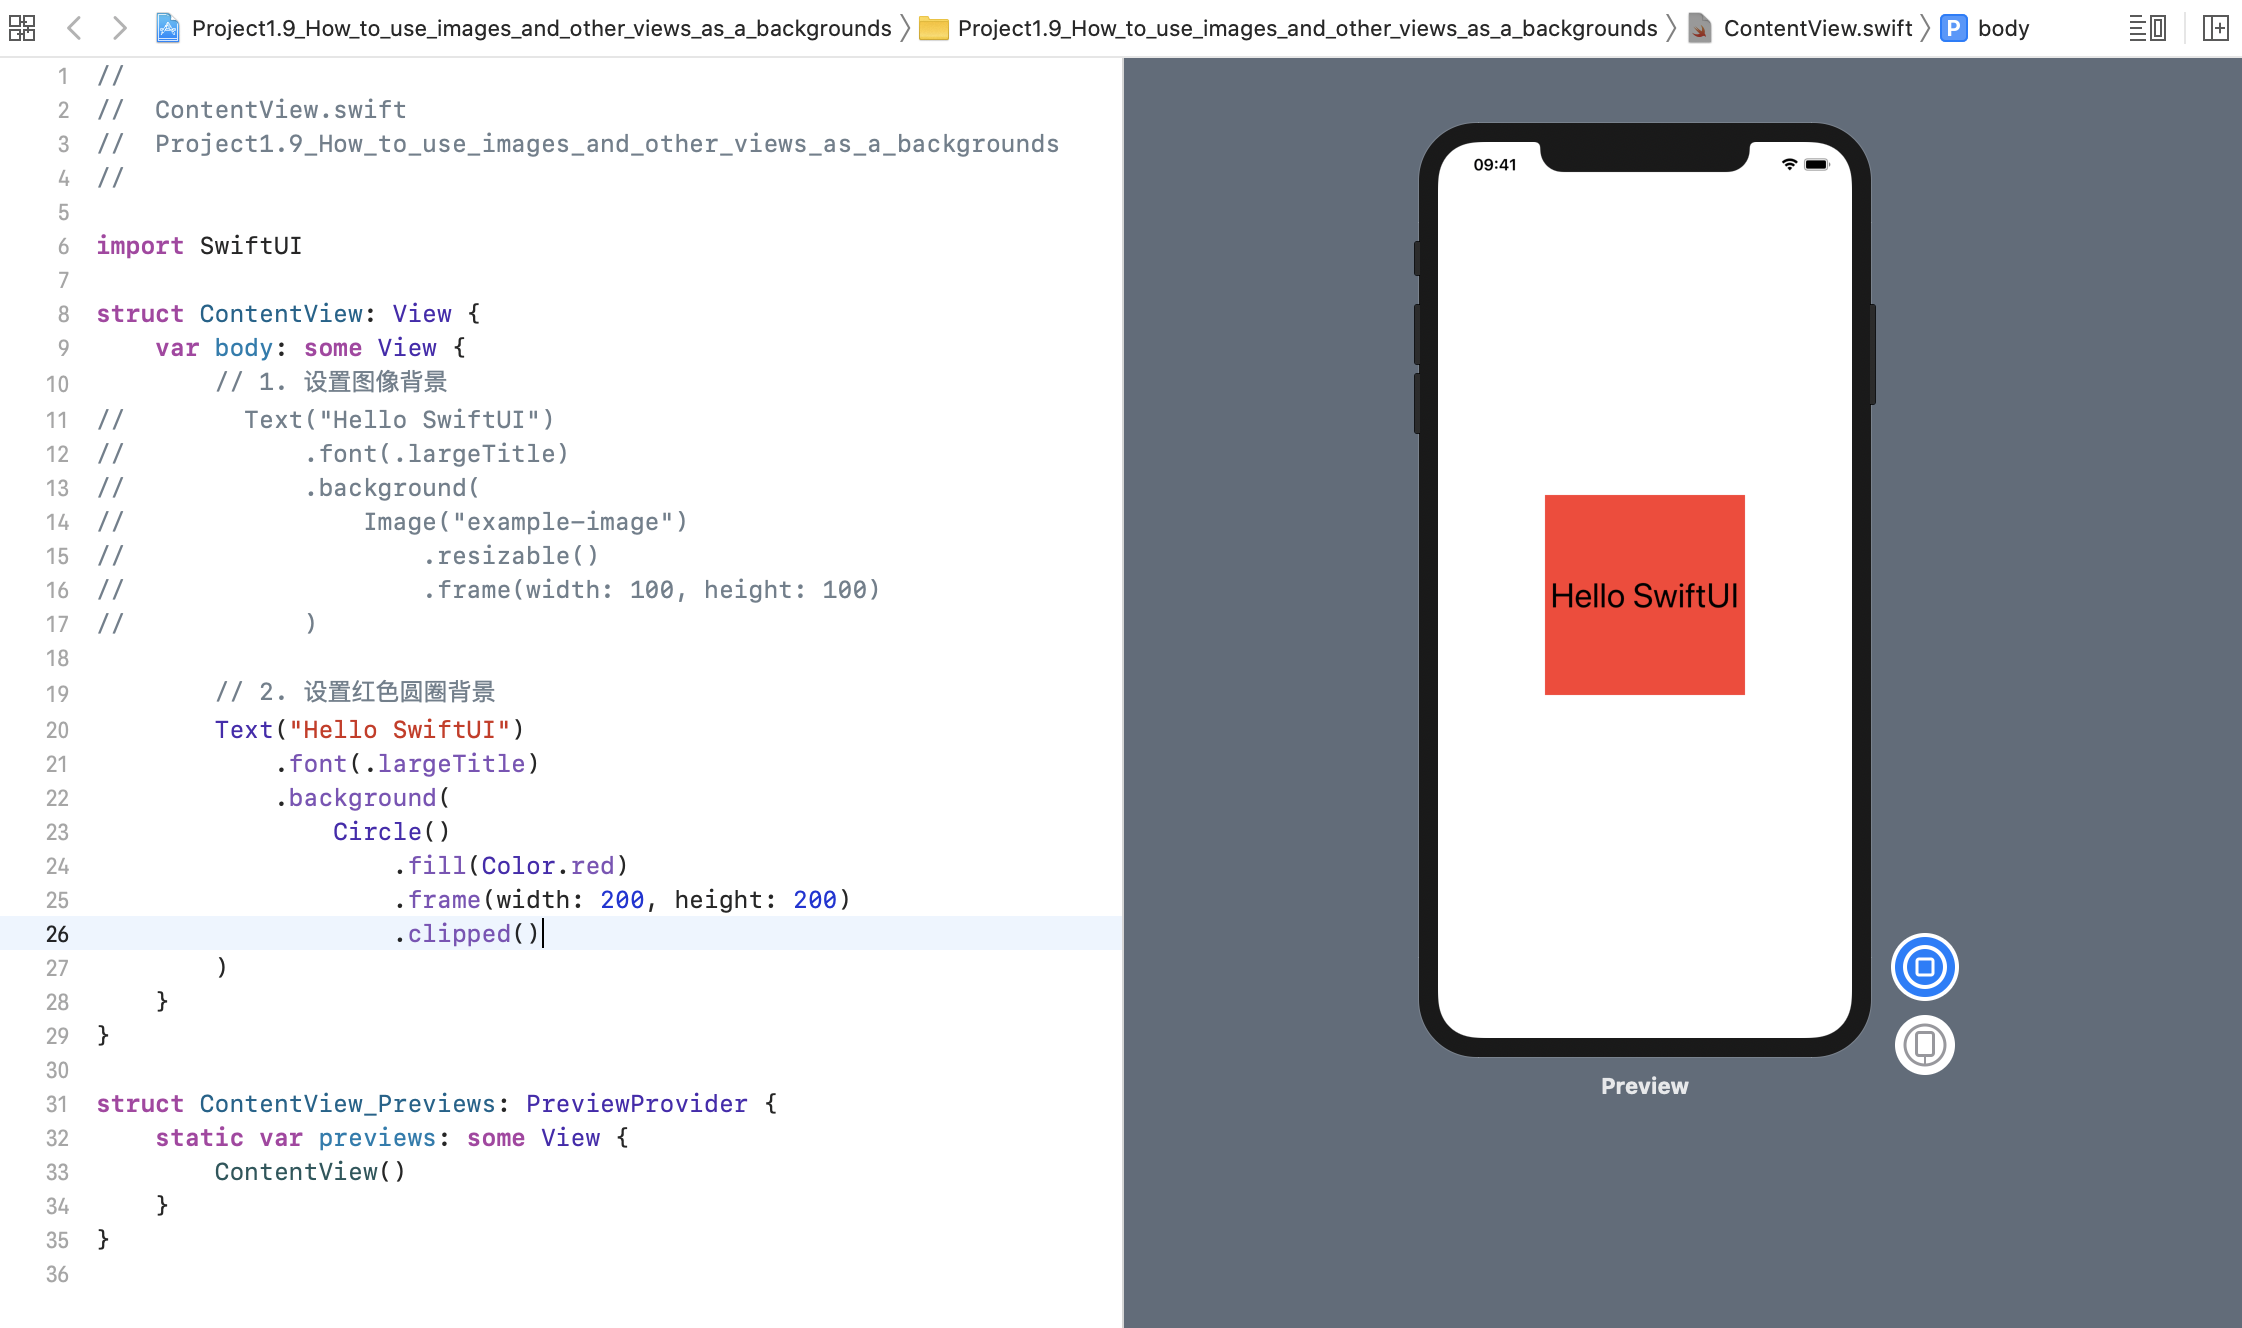 Project1.9_How_to_use_images_and_other_views_as_a_backgrounds Project1.9_How_to_use_images_and_other_views_as_a_backgrounds ContentView.swift P body
1 //
2 //  ContentView.swift
3 //  Project1.9_How_to_use_images_and_other_views_as_a_backgrounds
4 //
5
6 import SwiftUI
7
8 struct ContentView: View {
9     var body: some View {
10         // 1. 设置图像背景
11 //        Text("Hello SwiftUI")
12 //            .font(.largeTitle)
13 //            .background(
14 //                Image("example-image")
15 //                    .resizable()
16 //                    .frame(width: 100, height: 100)
17 //            )
18
19         // 2. 设置红色圆圈背景
20         Text("Hello SwiftUI")
21             .font(.largeTitle)
22             .background(
23                 Circle()
24                     .fill(Color.red)
25                     .frame(width: 200, height: 200)
26                     .clipped()
27         )
28     }
29 }
30
31 struct ContentView_Previews: PreviewProvider {
32     static var previews: some View {
33         ContentView()
34     }
35 }
36
09:41
Hello SwiftUI
Preview